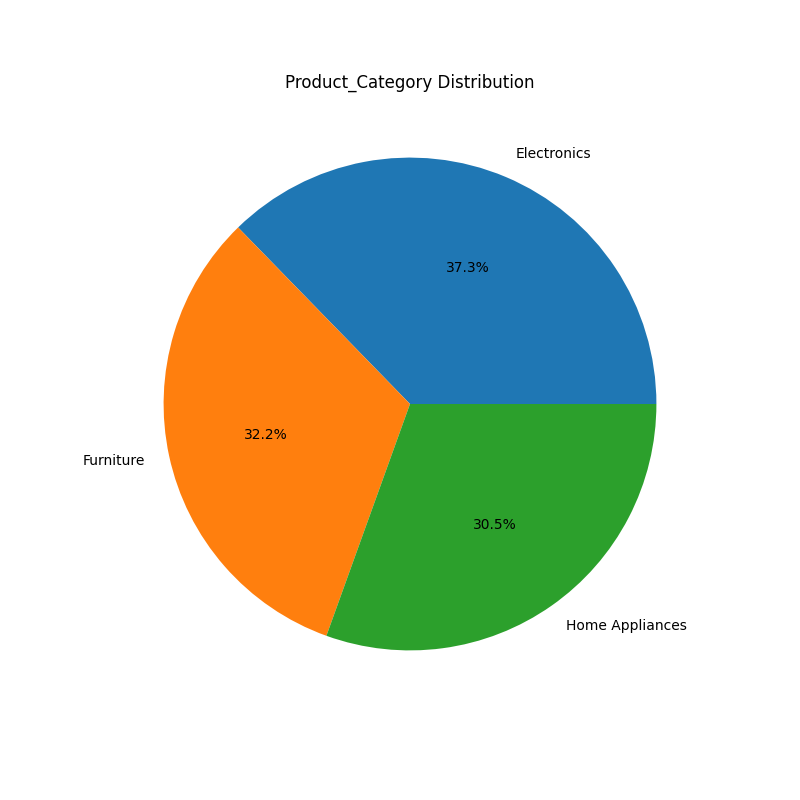 Product_Category Distribution
Electronics
37.3%
32.2%
Furniture
30.5%
Home Appliances